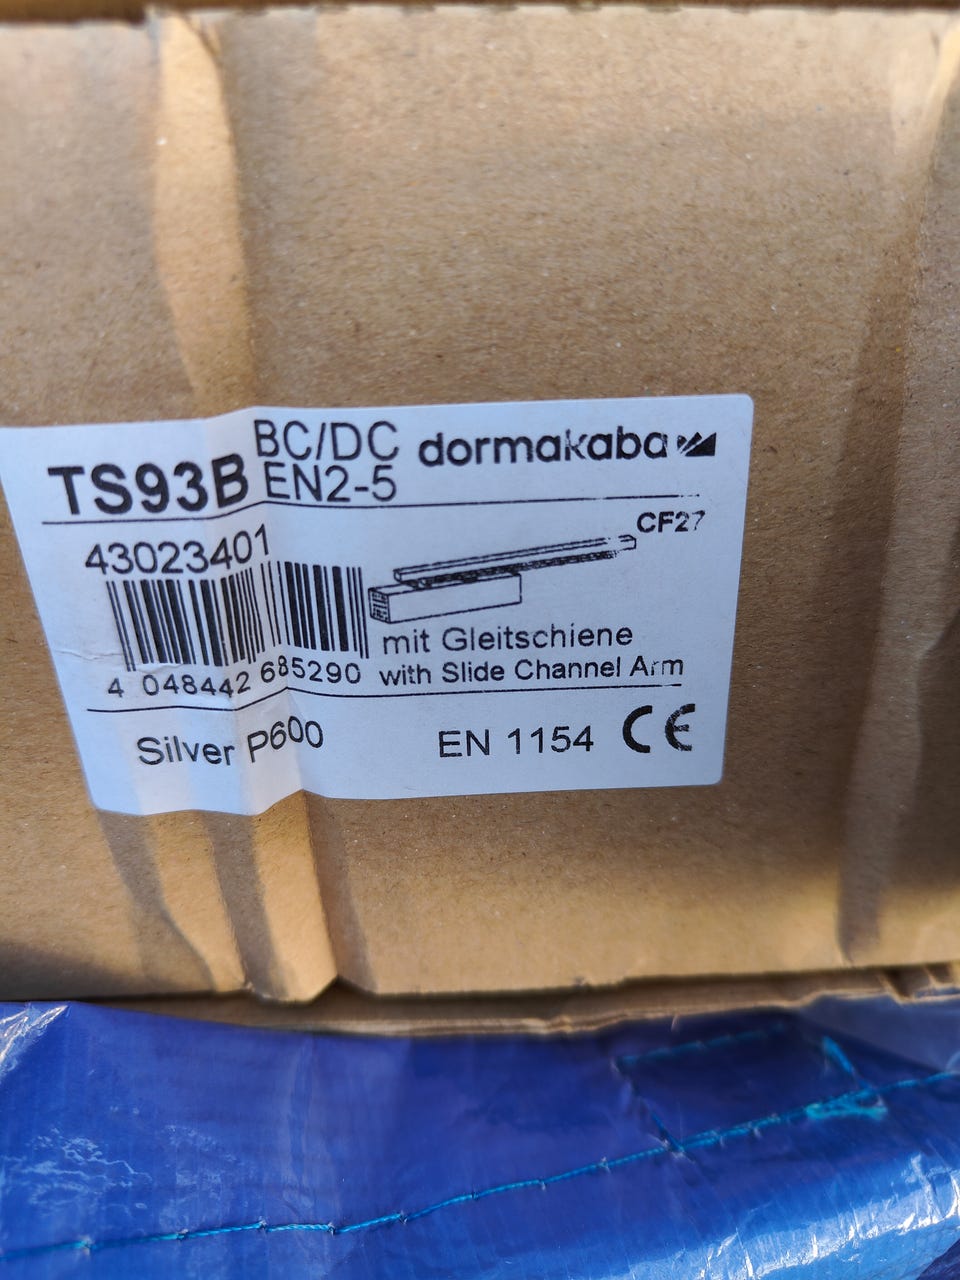 TS93B BC/DC EN2-5 dormakaba
CF27
43023401
4 048442 685290
mit Gleitschiene
with Slide Channel Arm
Silver P600 EN 1154 CE